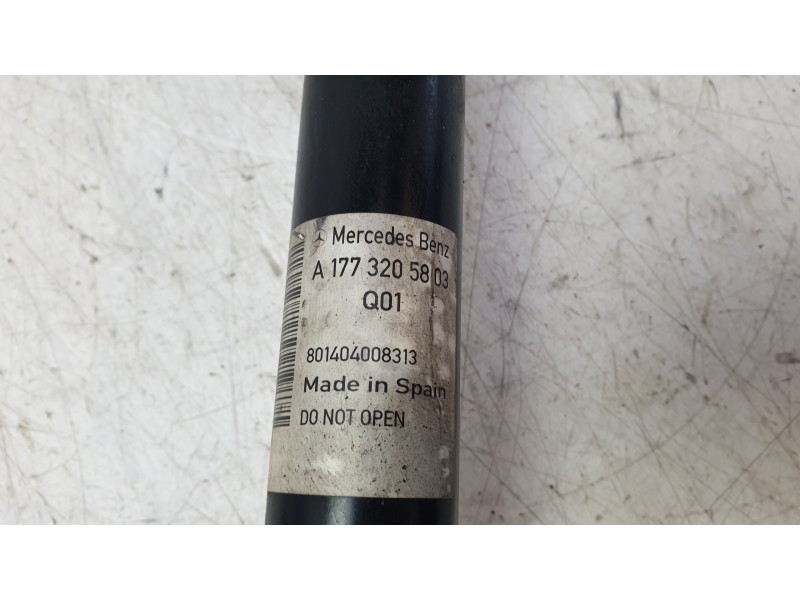 Mercedes Benz
A 177 320 58 03
Q01
801404008313
Made in Spain
DO NOT OPEN